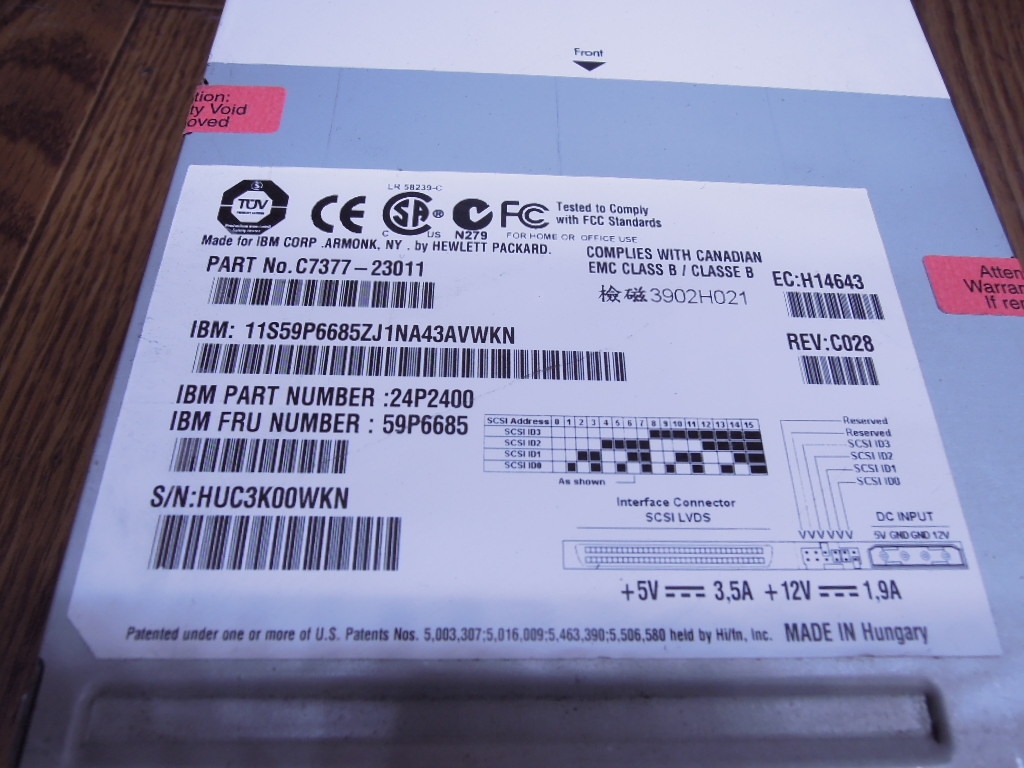 Front
tion:
ty Void
oved
TÜV
CE
LR 58239-C
SA ®
C US
N279
FC Tested to Comply
with FCC Standards
FOR HOME OR OFFICE USE
Made for IBM CORP .ARMONK, NY . by HEWLETT PACKARD.
COMPLIES WITH CANADIAN
EMC CLASS B / CLASSE B
PART No.C7377-23011
檢磁3902H021
EC:H14643
Atten
Warran
If re
IBM: 11S59P6685ZJ1NA43AVWKN
REV:C028
IBM PART NUMBER :24P2400
IBM FRU NUMBER : 59P6685
SCSI Address 0 1 2 3 4 5 6 7 8 9 10 11 12 13 14 15
SCSI ID3
SCSI ID2
SCSI ID1
SCSI ID0
As shown
Reserved
Reserved
SCSI ID3
SCSI ID2
SCSI ID1
SCSI ID0
S/N:HUC3K00WKN
Interface Connector
SCSI LVDS
DC INPUT
5V GND GND 12V
+5V 3,5A +12V 1,9A
Patented under one or more of U.S. Patents Nos. 5,003,307;5,016,009;5,463,390;5,506,580 held by Hi/fn, Inc. MADE IN Hungary